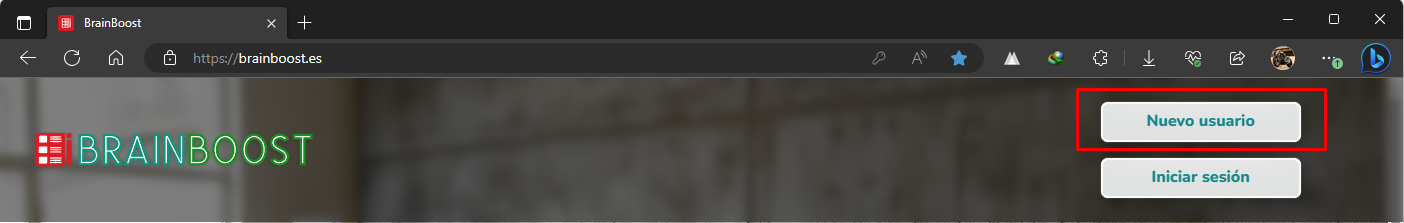 BrainBoost
https://brainboost.es
BRAINBOOST
Nuevo usuario
Iniciar sesión